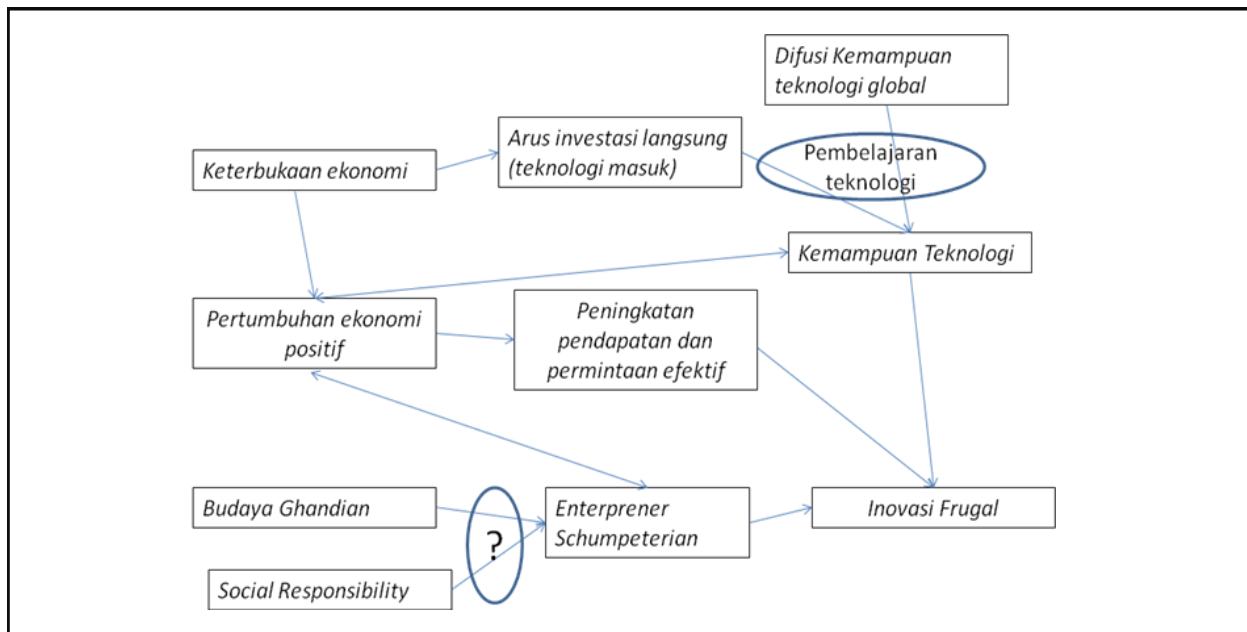 Difusi Kemampuan
teknologi global
Arus investasi langsung
(teknologi masuk)
Pembelajaran
teknologi
Keterbukaan ekonomi
Kemampuan Teknologi
Pertumbuhan ekonomi
positif
Peningkatan
pendapatan dan
permintaan efektif
Budaya Ghandian
?
Enterprener
Schumpeterian
Inovasi Frugal
Social Responsibility